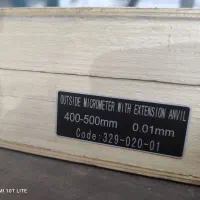 OUTSIDE MICROMETER WITH EXTENSION ANVIL
400-500mm 0.01mm
Code:329-020-01
MI 10T LITE